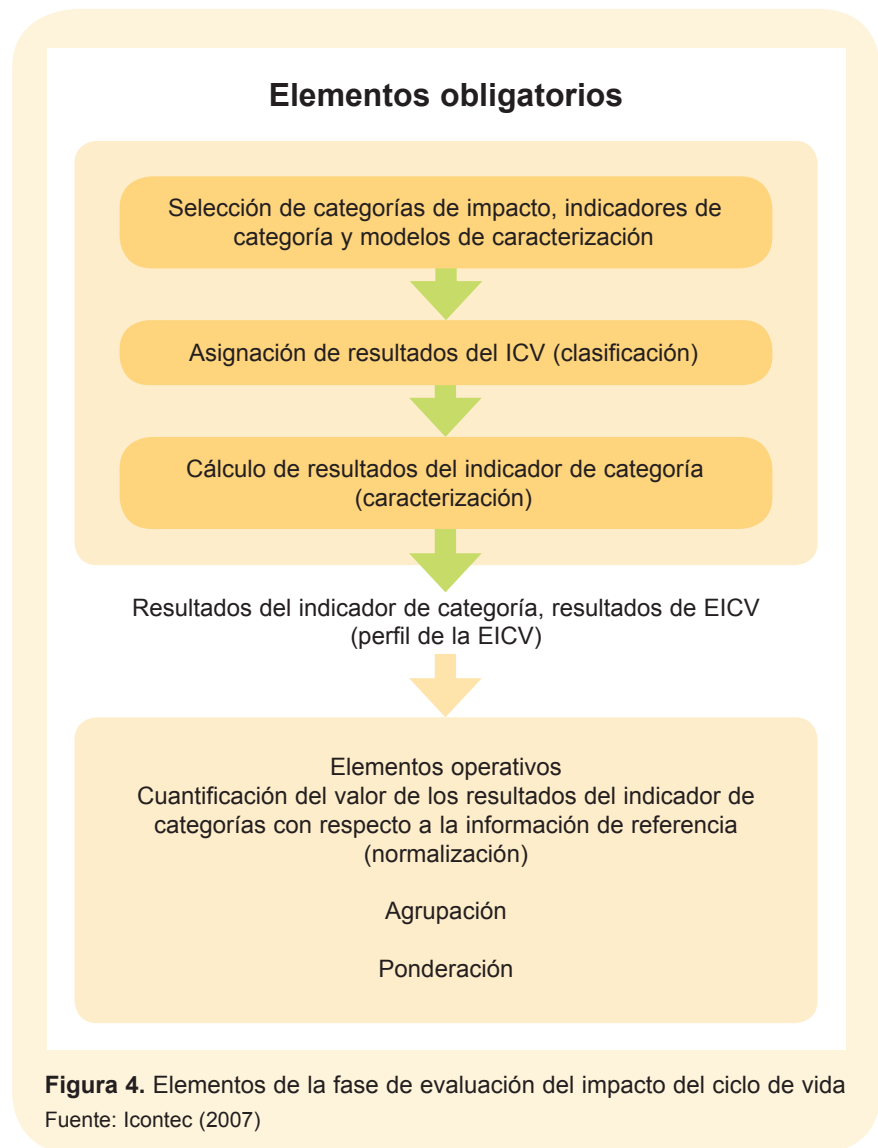 Elementos obligatorios
Selección de categorías de impacto, indicadores de
categoría y modelos de caracterización
Asignación de resultados del ICV (clasificación)
Cálculo de resultados del indicador de categoría
(caracterización)
Resultados del indicador de categoría, resultados de EICV
(perfil de la EICV)
Elementos operativos
Cuantificación del valor de los resultados del indicador de
categorías con respecto a la información de referencia
(normalización)
Agrupación
Ponderación
Figura 4. Elementos de la fase de evaluación del impacto del ciclo de vida
Fuente: Icontec (2007)